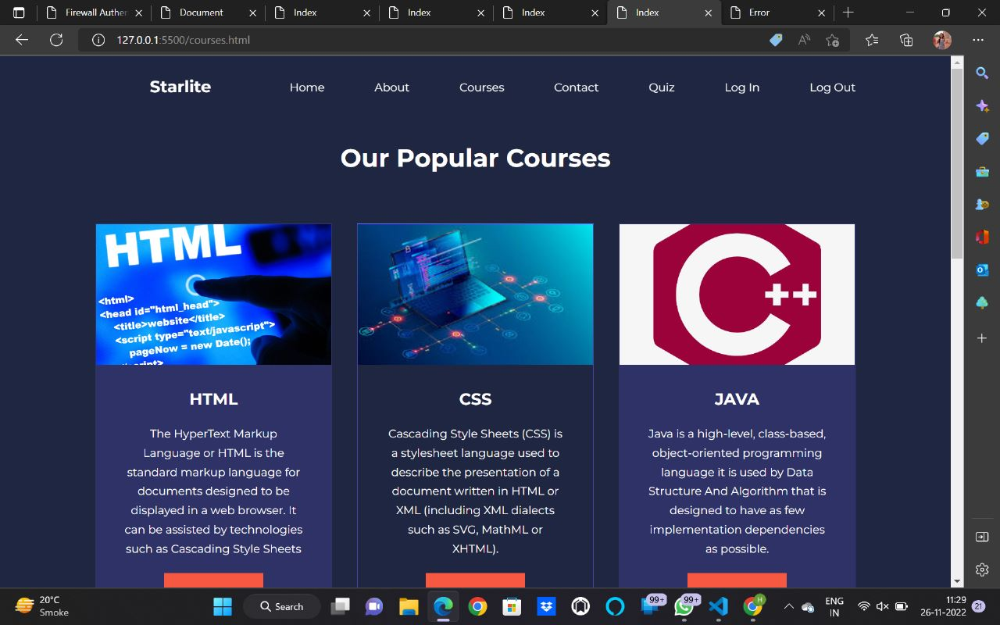 Firewall Auther
Document
Index
Index
Index
Index
Error
127.0.0.1:5500/courses.html
Starlite
Home
About
Courses
Contact
Quiz
Log In
Log Out
Our Popular Courses
HTML
<html>
<head id="html_head">
<title>website</title>
<script type="text/javascript">
pageNow = new Date();
</script>
C++
HTML
The HyperText Markup
Language or HTML is the
standard markup language for
documents designed to be
displayed in a web browser. It
can be assisted by technologies
such as Cascading Style Sheets
CSS
Cascading Style Sheets (CSS) is
a stylesheet language used to
describe the presentation of a
document written in HTML or
XML (including XML dialects
such as SVG, MathML or
XHTML).
JAVA
Java is a high-level, class-based,
object-oriented programming
language it is used by Data
Structure And Algorithm that is
designed to have as few
implementation dependencies
as possible.
20°C
Smoke
Search
99+
99+
H
ENG
IN
11:29
26-11-2022
21